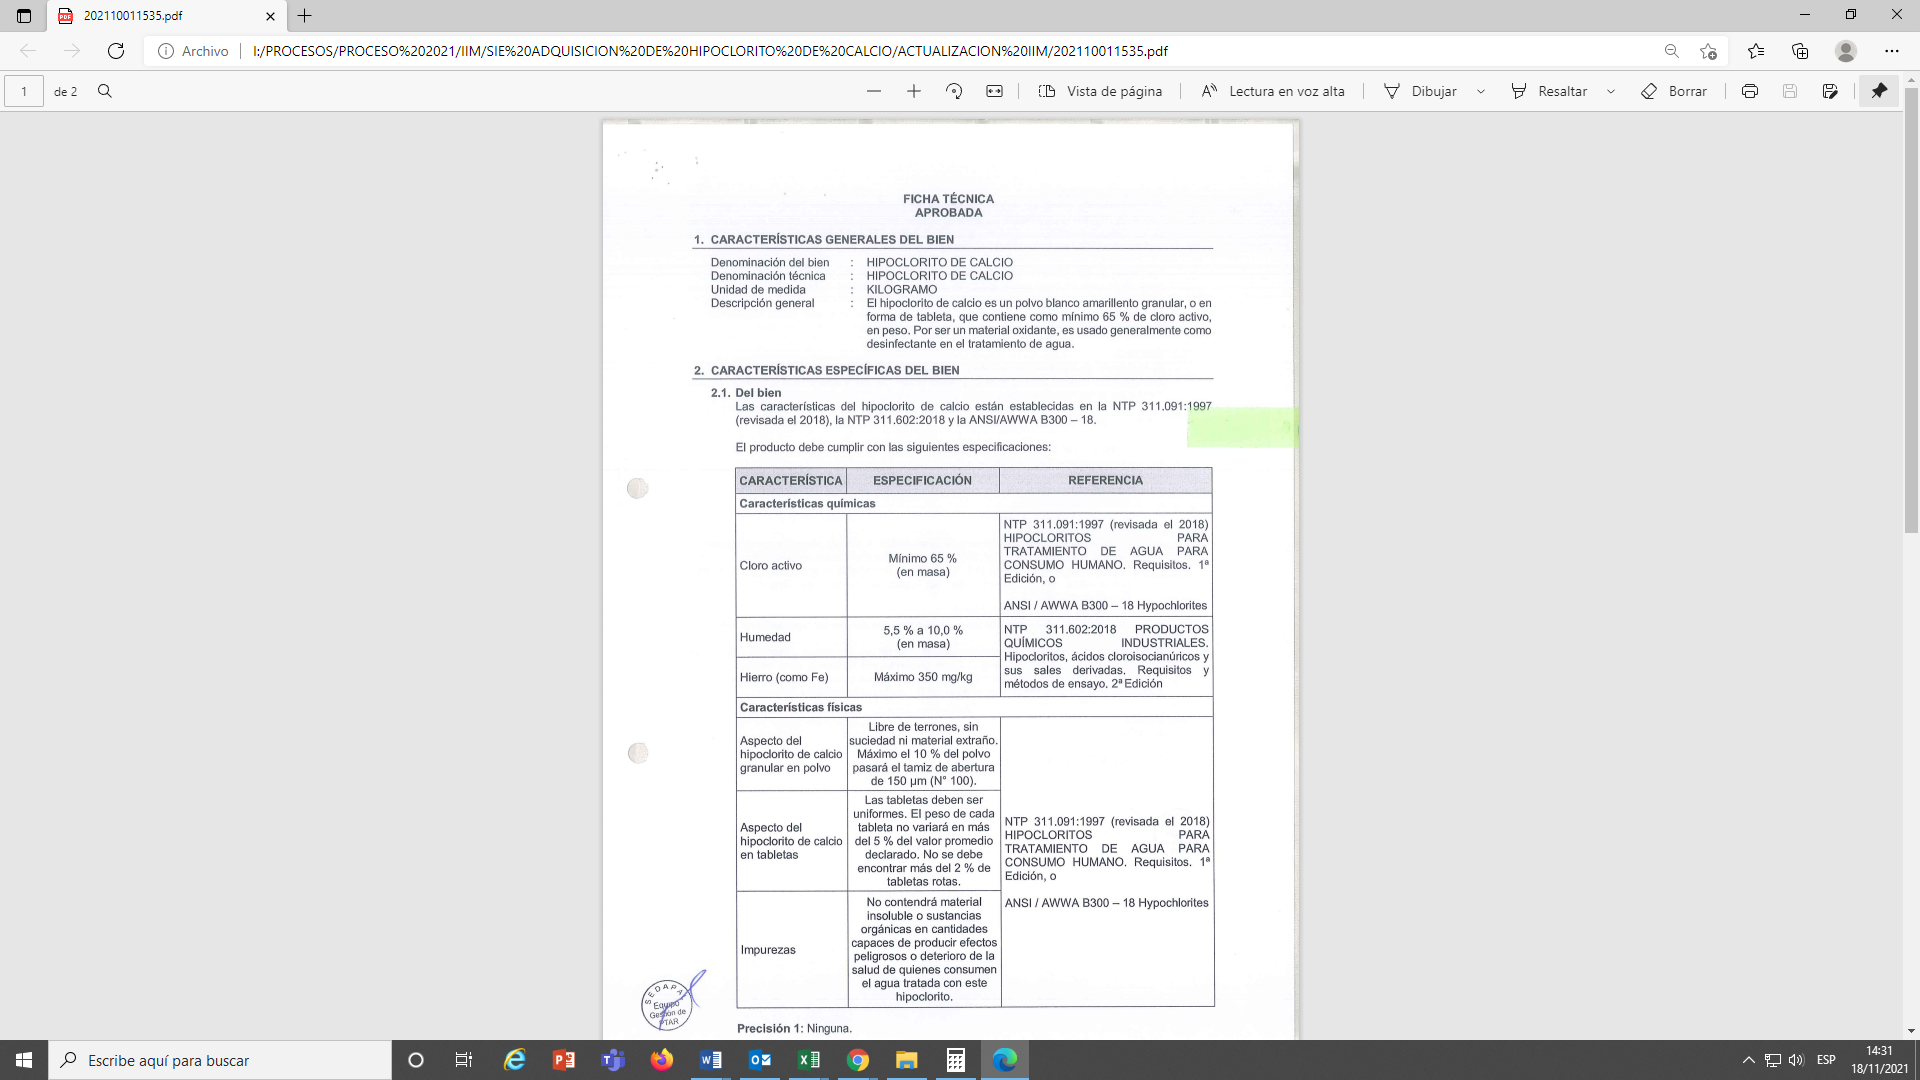 202110011535.pdf
Archivo
I:/PROCESOS/PROCESO%202021/IIM/SIE%20ADQUISICION%20DE%20HIPOCLORITO%20DE%20CALCIO/ACTUALIZACION%20IIM/202110011535.pdf
1 de 2
Vista de página
Lectura en voz alta
Dibujar
Resaltar
Borrar
FICHA TÉCNICA
APROBADA
1. CARACTERÍSTICAS GENERALES DEL BIEN
Denominación del bien : HIPOCLORITO DE CALCIO
Denominación técnica : HIPOCLORITO DE CALCIO
Unidad de medida : KILOGRAMO
Descripción general : El hipoclorito de calcio es un polvo blanco amarillento granular, o en
forma de tableta, que contiene como mínimo 65 % de cloro activo,
en peso. Por ser un material oxidante, es usado generalmente como
desinfectante en el tratamiento de agua.
2. CARACTERÍSTICAS ESPECÍFICAS DEL BIEN
2.1. Del bien
Las características del hipoclorito de calcio están establecidas en la NTP 311.091:1997
(revisada el 2018), la NTP 311.602:2018 y la ANSI/AWWA B300 – 18.
El producto debe cumplir con las siguientes especificaciones:
CARACTERÍSTICA ESPECIFICACIÓN REFERENCIA
Características químicas
Cloro activo
Mínimo 65 %
(en masa)
NTP 311.091:1997 (revisada el 2018)
HIPOCLORITOS PARA
TRATAMIENTO DE AGUA PARA
CONSUMO HUMANO. Requisitos. 1ª
Edición, o
ANSI / AWWA B300 – 18 Hypochlorites
Humedad
5,5 % a 10,0 %
(en masa)
NTP 311.602:2018 PRODUCTOS
QUÍMICOS INDUSTRIALES.
Hipocloritos, ácidos cloroisocianúricos y
sus sales derivadas. Requisitos y
métodos de ensayo. 2ª Edición
Hierro (como Fe)
Máximo 350 mg/kg
Características físicas
Aspecto del
hipoclorito de calcio
granular en polvo
Libre de terrones, sin
suciedad ni material extraño.
Máximo el 10 % del polvo
pasará el tamiz de abertura
de 150 µm (N° 100).
Aspecto del
hipoclorito de calcio
en tabletas
Las tabletas deben ser
uniformes. El peso de cada
tableta no variará en más
del 5 % del valor promedio
declarado. No se debe
encontrar más del 2 % de
tabletas rotas.
NTP 311.091:1997 (revisada el 2018)
HIPOCLORITOS PARA
TRATAMIENTO DE AGUA PARA
CONSUMO HUMANO. Requisitos. 1ª
Edición, o
ANSI / AWWA B300 – 18 Hypochlorites
Impurezas
No contendrá material
insoluble o sustancias
orgánicas en cantidades
capaces de producir efectos
peligrosos o deterioro de la
salud de quienes consumen
el agua tratada con este
hipoclorito.
SEDAPAL
Equipo
Gestión de
PTAR
Precisión 1: Ninguna.
Escribe aquí para buscar
ESP
14:31
18/11/2021